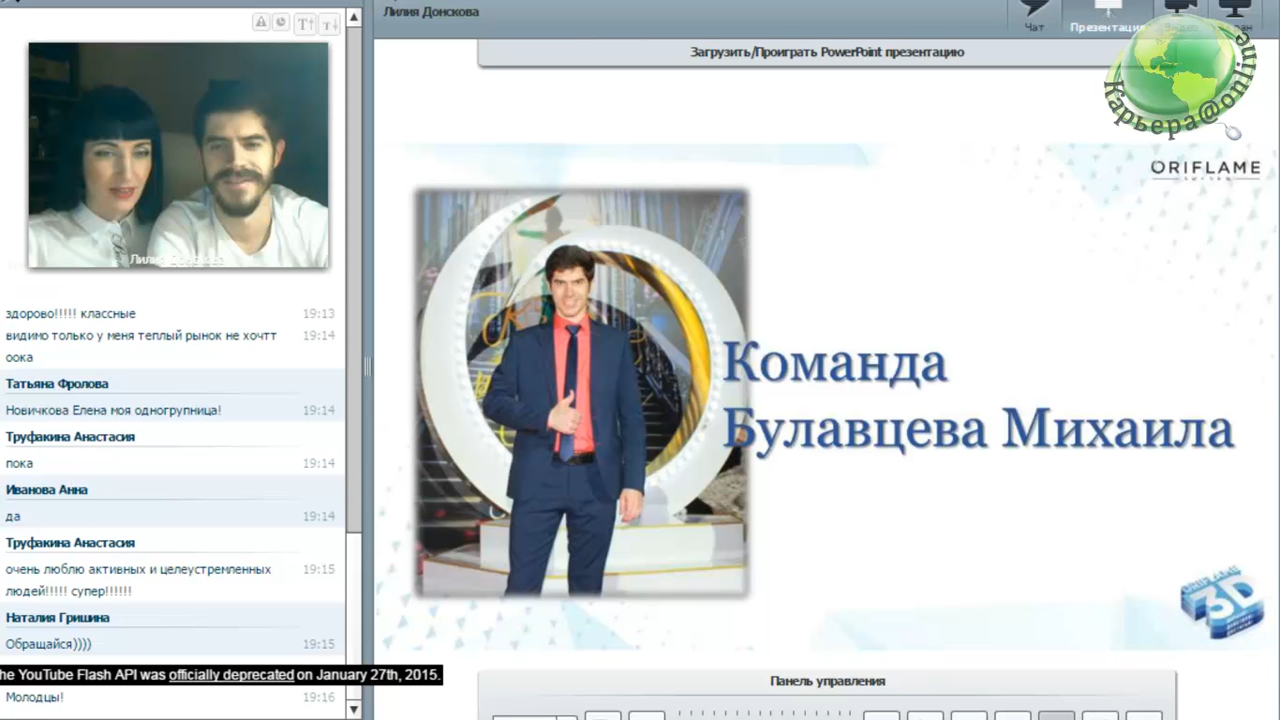 Лилия Донскова
Чат
Презентация
Загрузить/Проиграть PowerPoint презентацию
Карьера@online
ORIFLAME
SWEDEN
T↑ T↓
здорово!!!!! классные 19:13
видимо только у меня теплый рынок не хочтт 19:14
оока
Татьяна Фролова
Новичкова Елена моя одногрупница! 19:14
Труфакина Анастасия
пока 19:14
Иванова Анна
да 19:14
Труфакина Анастасия
очень люблю активных и целеустремленных 19:15
людей!!!!! супер!!!!!!
Наталия Гришина
Обращайся)))) 19:15
he YouTube Flash API was officially deprecated on January 27th, 2015.
Молодцы! 19:16
Команда
Булавцева Михаила
3D
Панель управления